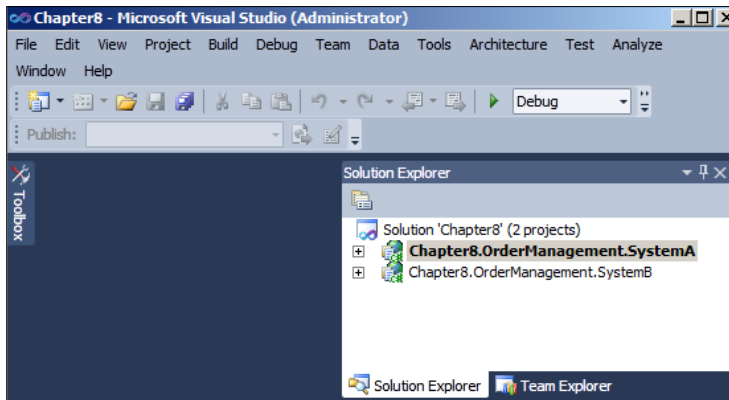 Chapter8 - Microsoft Visual Studio (Administrator)
File Edit View Project Build Debug Team Data Tools Architecture Test Analyze
Window Help
Debug
Publish:
Toolbox
Solution Explorer
Solution 'Chapter8' (2 projects)
Chapter8.OrderManagement.SystemA
Chapter8.OrderManagement.SystemB
Solution Explorer Team Explorer